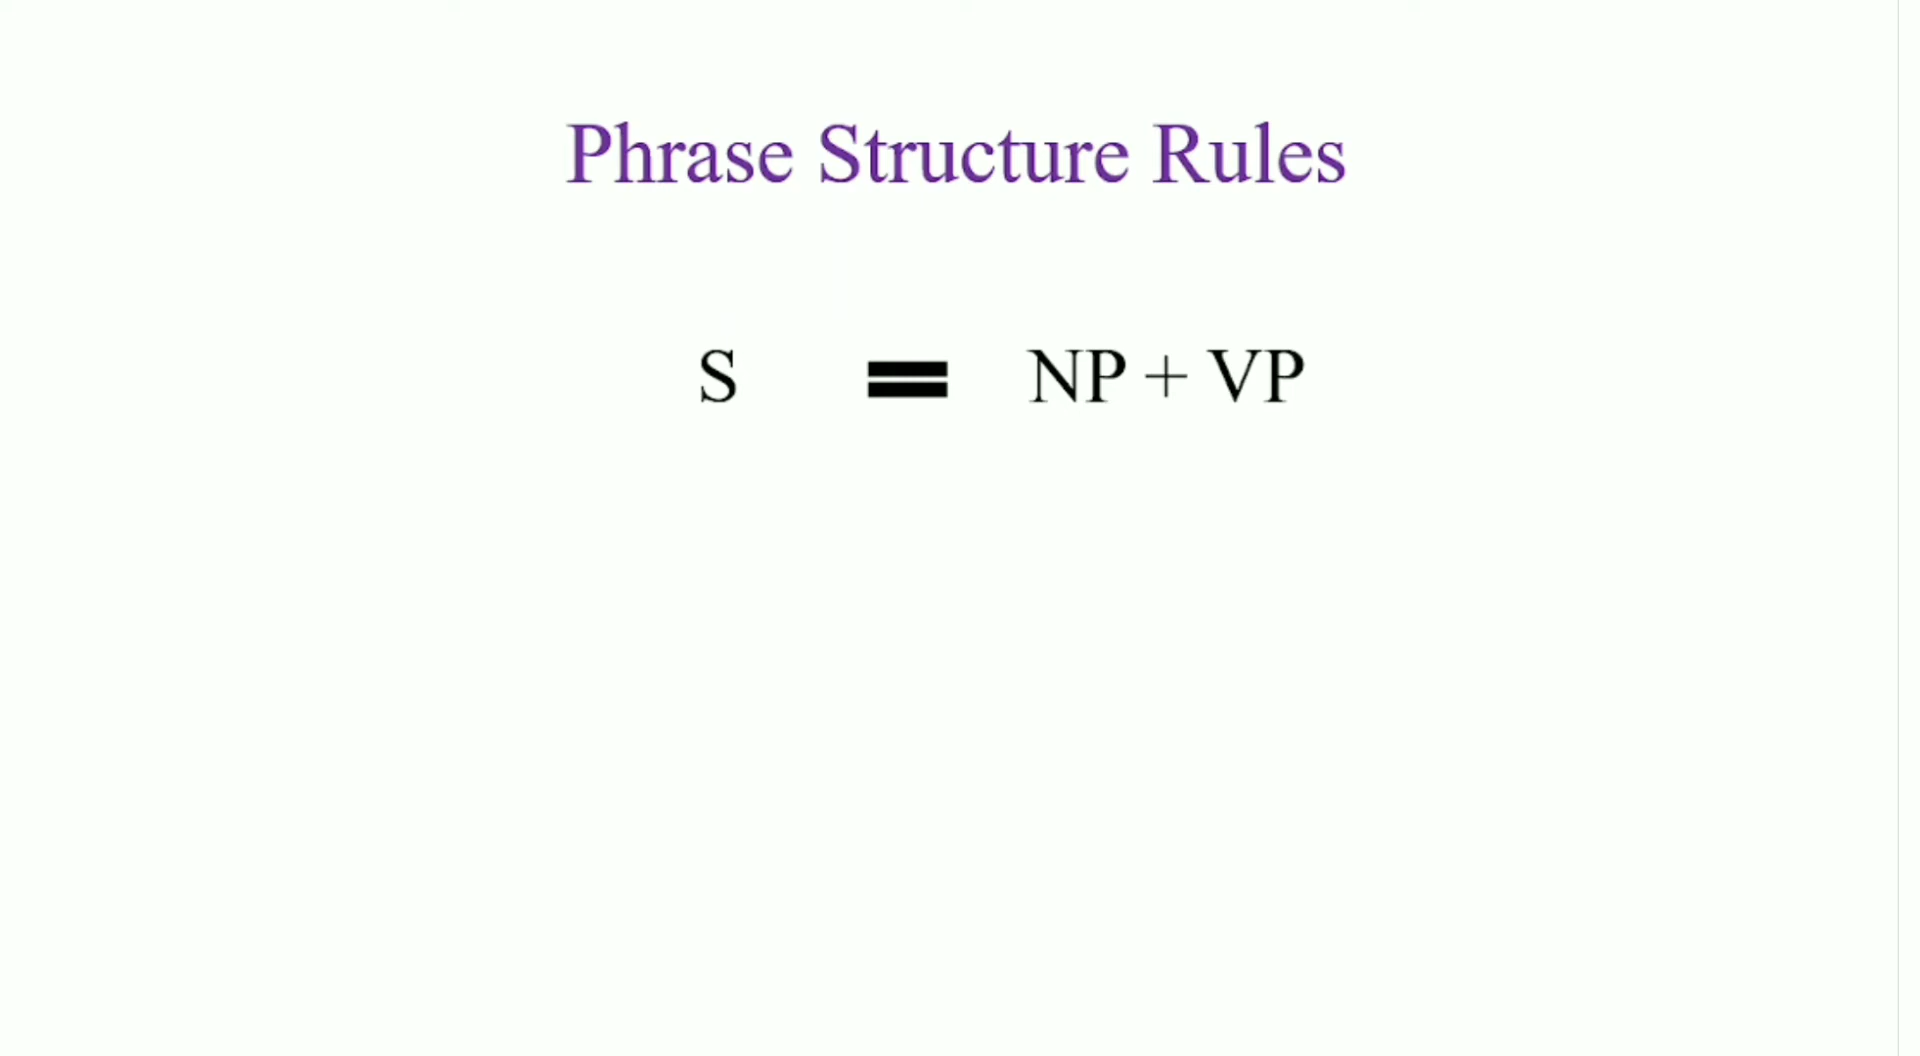 Phrase Structure Rules
S = NP + VP